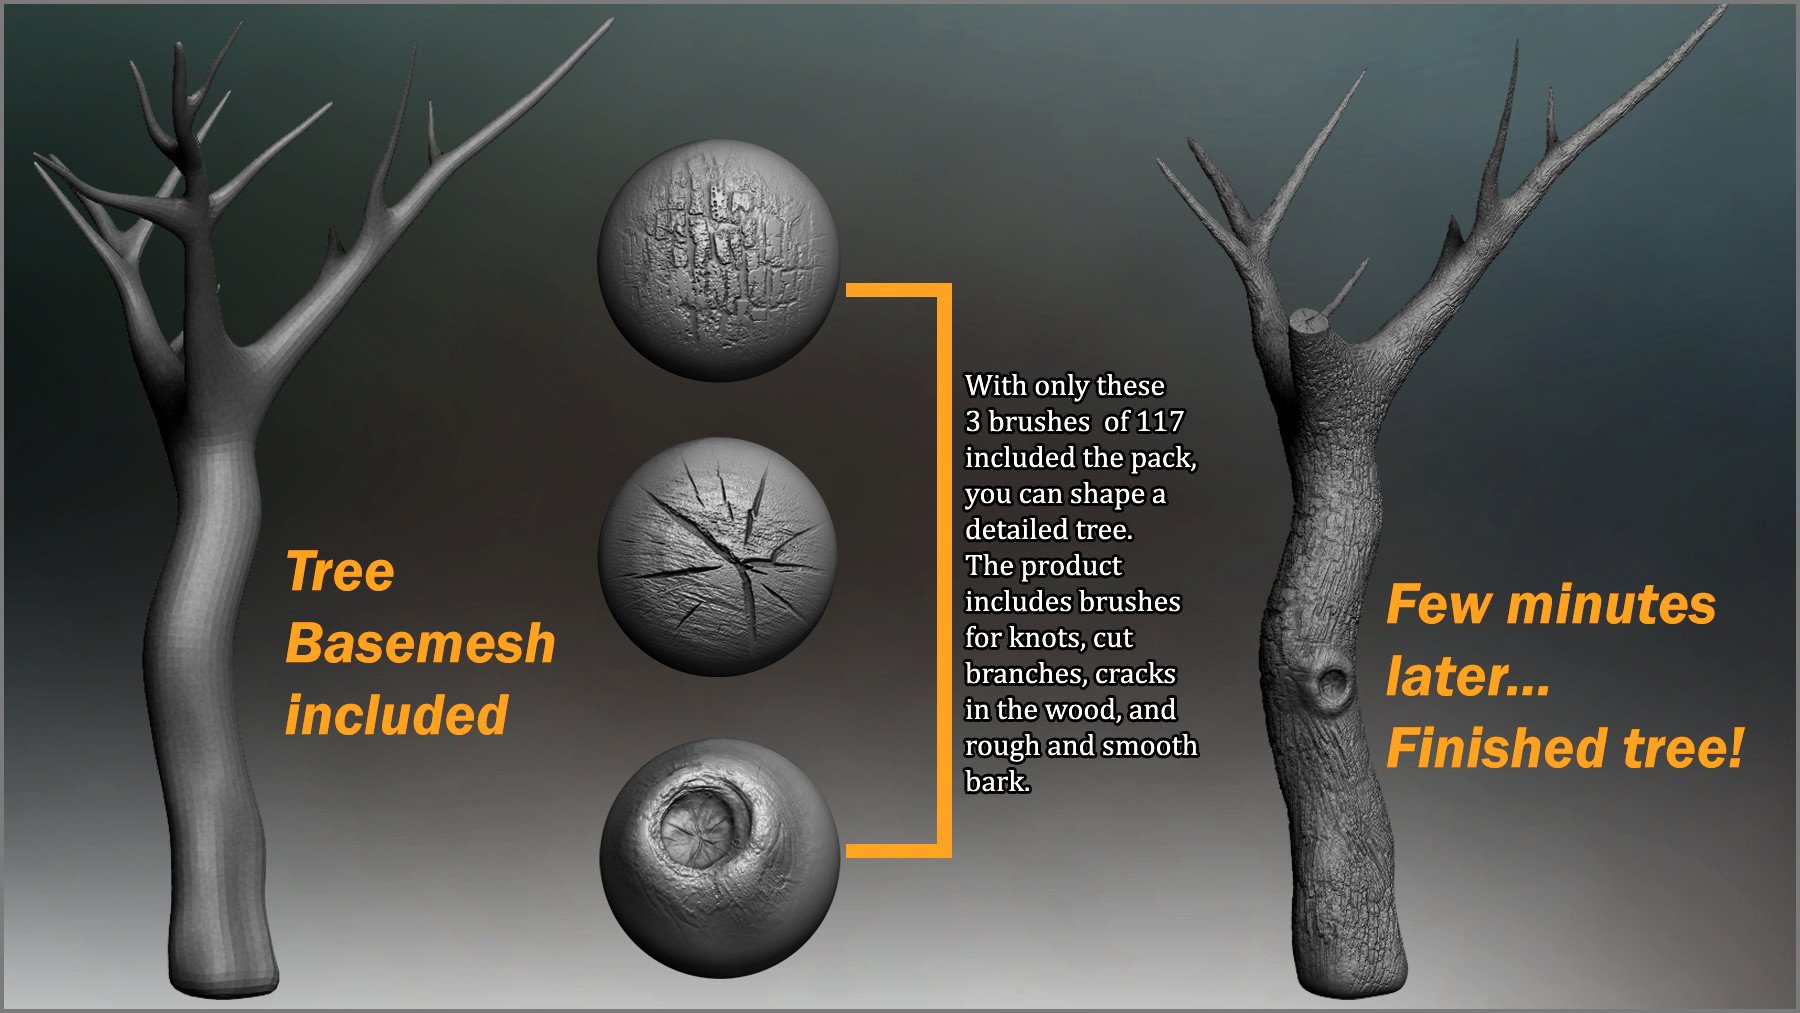 Tree
Basemesh
included
With only these
3 brushes  of 117
included the pack,
you can shape a
detailed tree.
The product
includes brushes
for knots, cut
branches, cracks
in the wood, and
rough and smooth
bark.
Few minutes
later...
Finished tree!